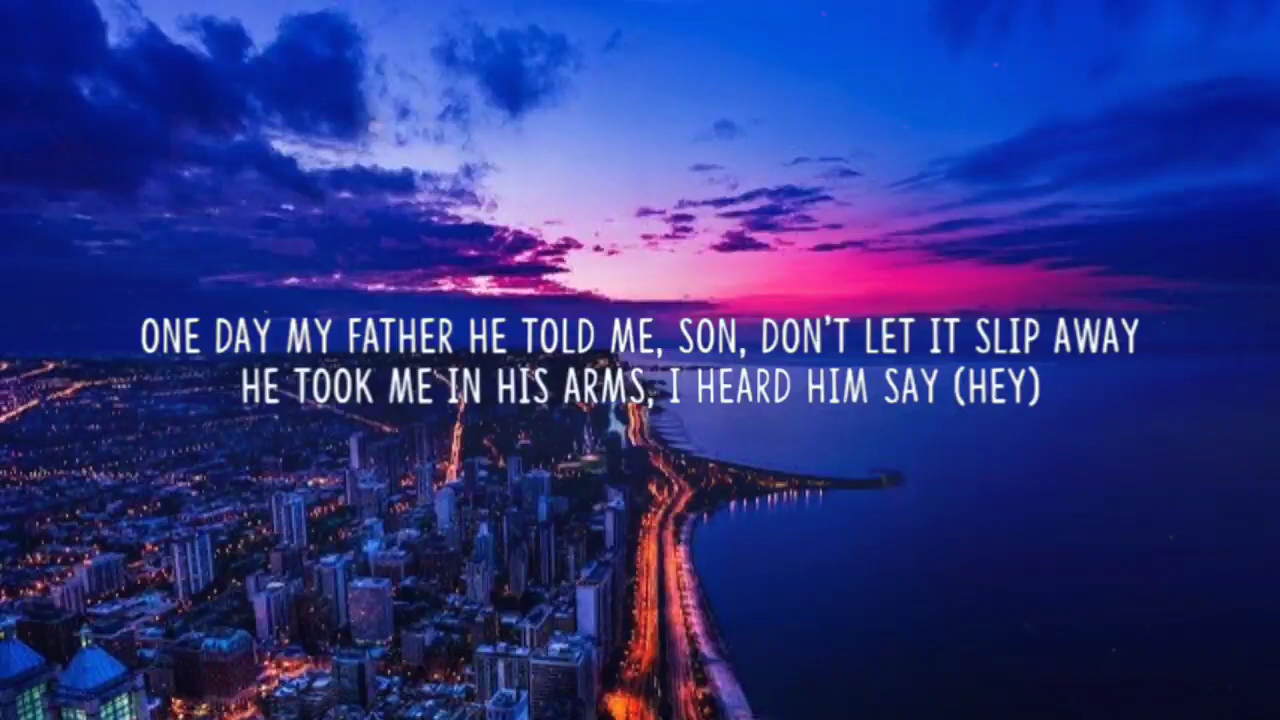 ONE DAY MY FATHER HE TOLD ME, SON, DON'T LET IT SLIP AWAY
HE TOOK ME IN HIS ARMS, I HEARD HIM SAY (HEY)